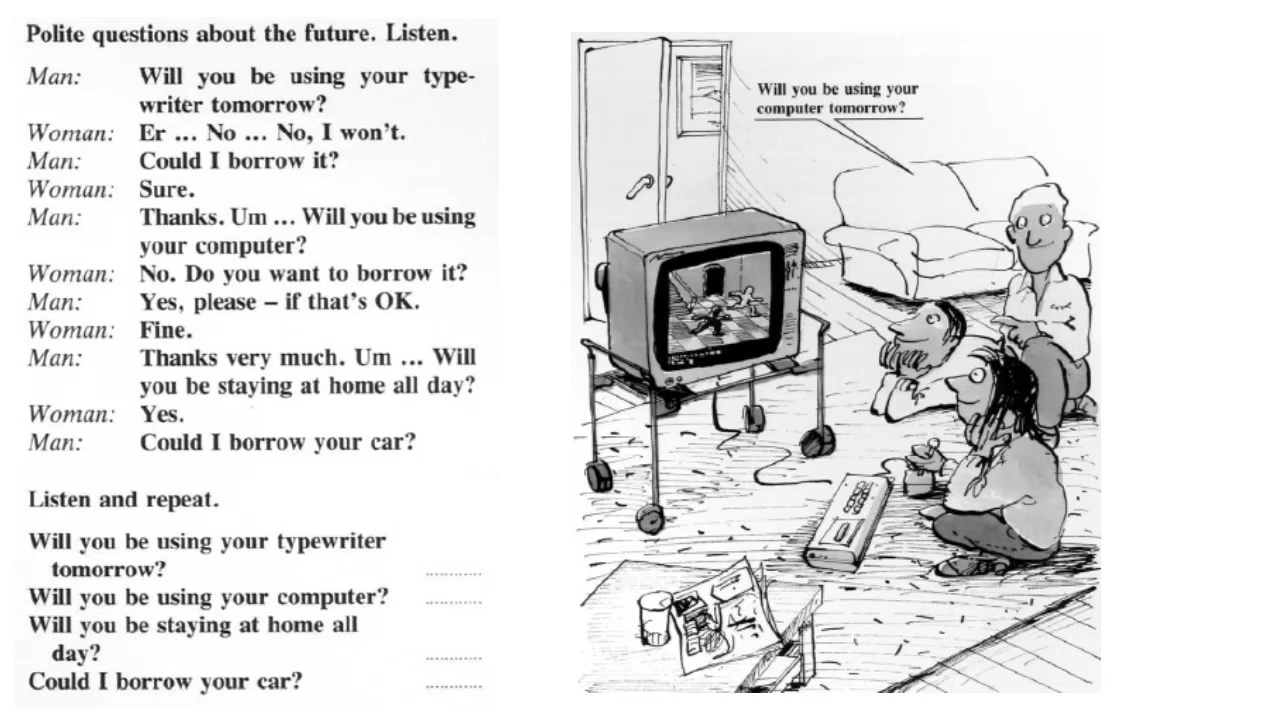 Polite questions about the future. Listen.
Man: Will you be using your type-
writer tomorrow?
Woman: Er ... No ... No, I won't.
Man: Could I borrow it?
Woman: Sure.
Man: Thanks. Um ... Will you be using
your computer?
Woman: No. Do you want to borrow it?
Man: Yes, please – if that's OK.
Woman: Fine.
Man: Thanks very much. Um ... Will
you be staying at home all day?
Woman: Yes.
Man: Could I borrow your car?
Listen and repeat.
Will you be using your typewriter
tomorrow? ............
Will you be using your computer? ............
Will you be staying at home all
day? ............
Could I borrow your car? ............
Will you be using your
computer tomorrow?